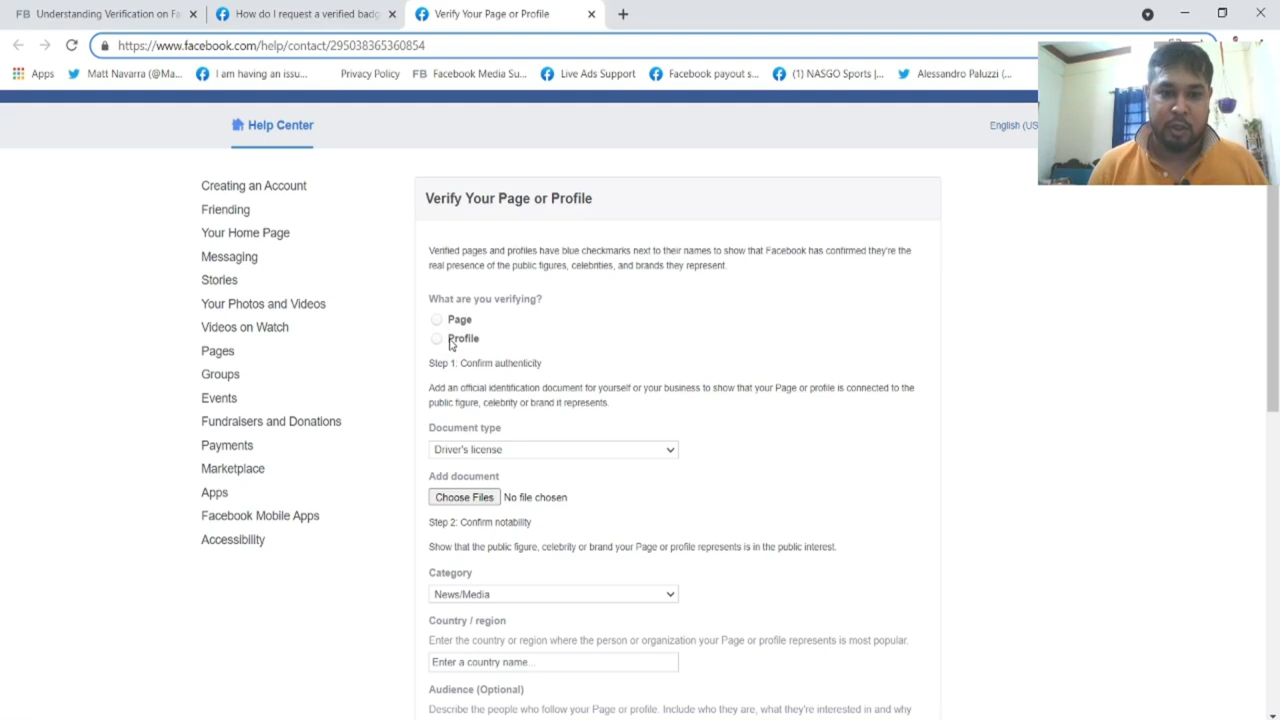 FB Understanding Verification on Fa
How do I request a verified badg
Verify Your Page or Profile
https://www.facebook.com/help/contact/295038365360854
Apps
Matt Navarra (@Ma...
I am having an issu...
Privacy Policy
FB Facebook Media Su...
Live Ads Support
Facebook payout s...
(1) NASGO Sports |...
Alessandro Paluzzi (...
Help Center
English (US
Creating an Account
Friending
Your Home Page
Messaging
Stories
Your Photos and Videos
Videos on Watch
Pages
Groups
Events
Fundraisers and Donations
Payments
Marketplace
Apps
Facebook Mobile Apps
Accessibility
Verify Your Page or Profile
Verified pages and profiles have blue checkmarks next to their names to show that Facebook has confirmed they're the
real presence of the public figures, celebrities, and brands they represent.
What are you verifying?
Page
Profile
Step 1: Confirm authenticity
Add an official identification document for yourself or your business to show that your Page or profile is connected to the
public figure, celebrity or brand it represents.
Document type
Driver's license
Add document
Choose Files No file chosen
Step 2: Confirm notability
Show that the public figure, celebrity or brand your Page or profile represents is in the public interest.
Category
News/Media
Country / region
Enter the country or region where the person or organization your Page or profile represents is most popular.
Enter a country name...
Audience (Optional)
Describe the people who follow your Page or profile. Include who they are, what they're interested in and why